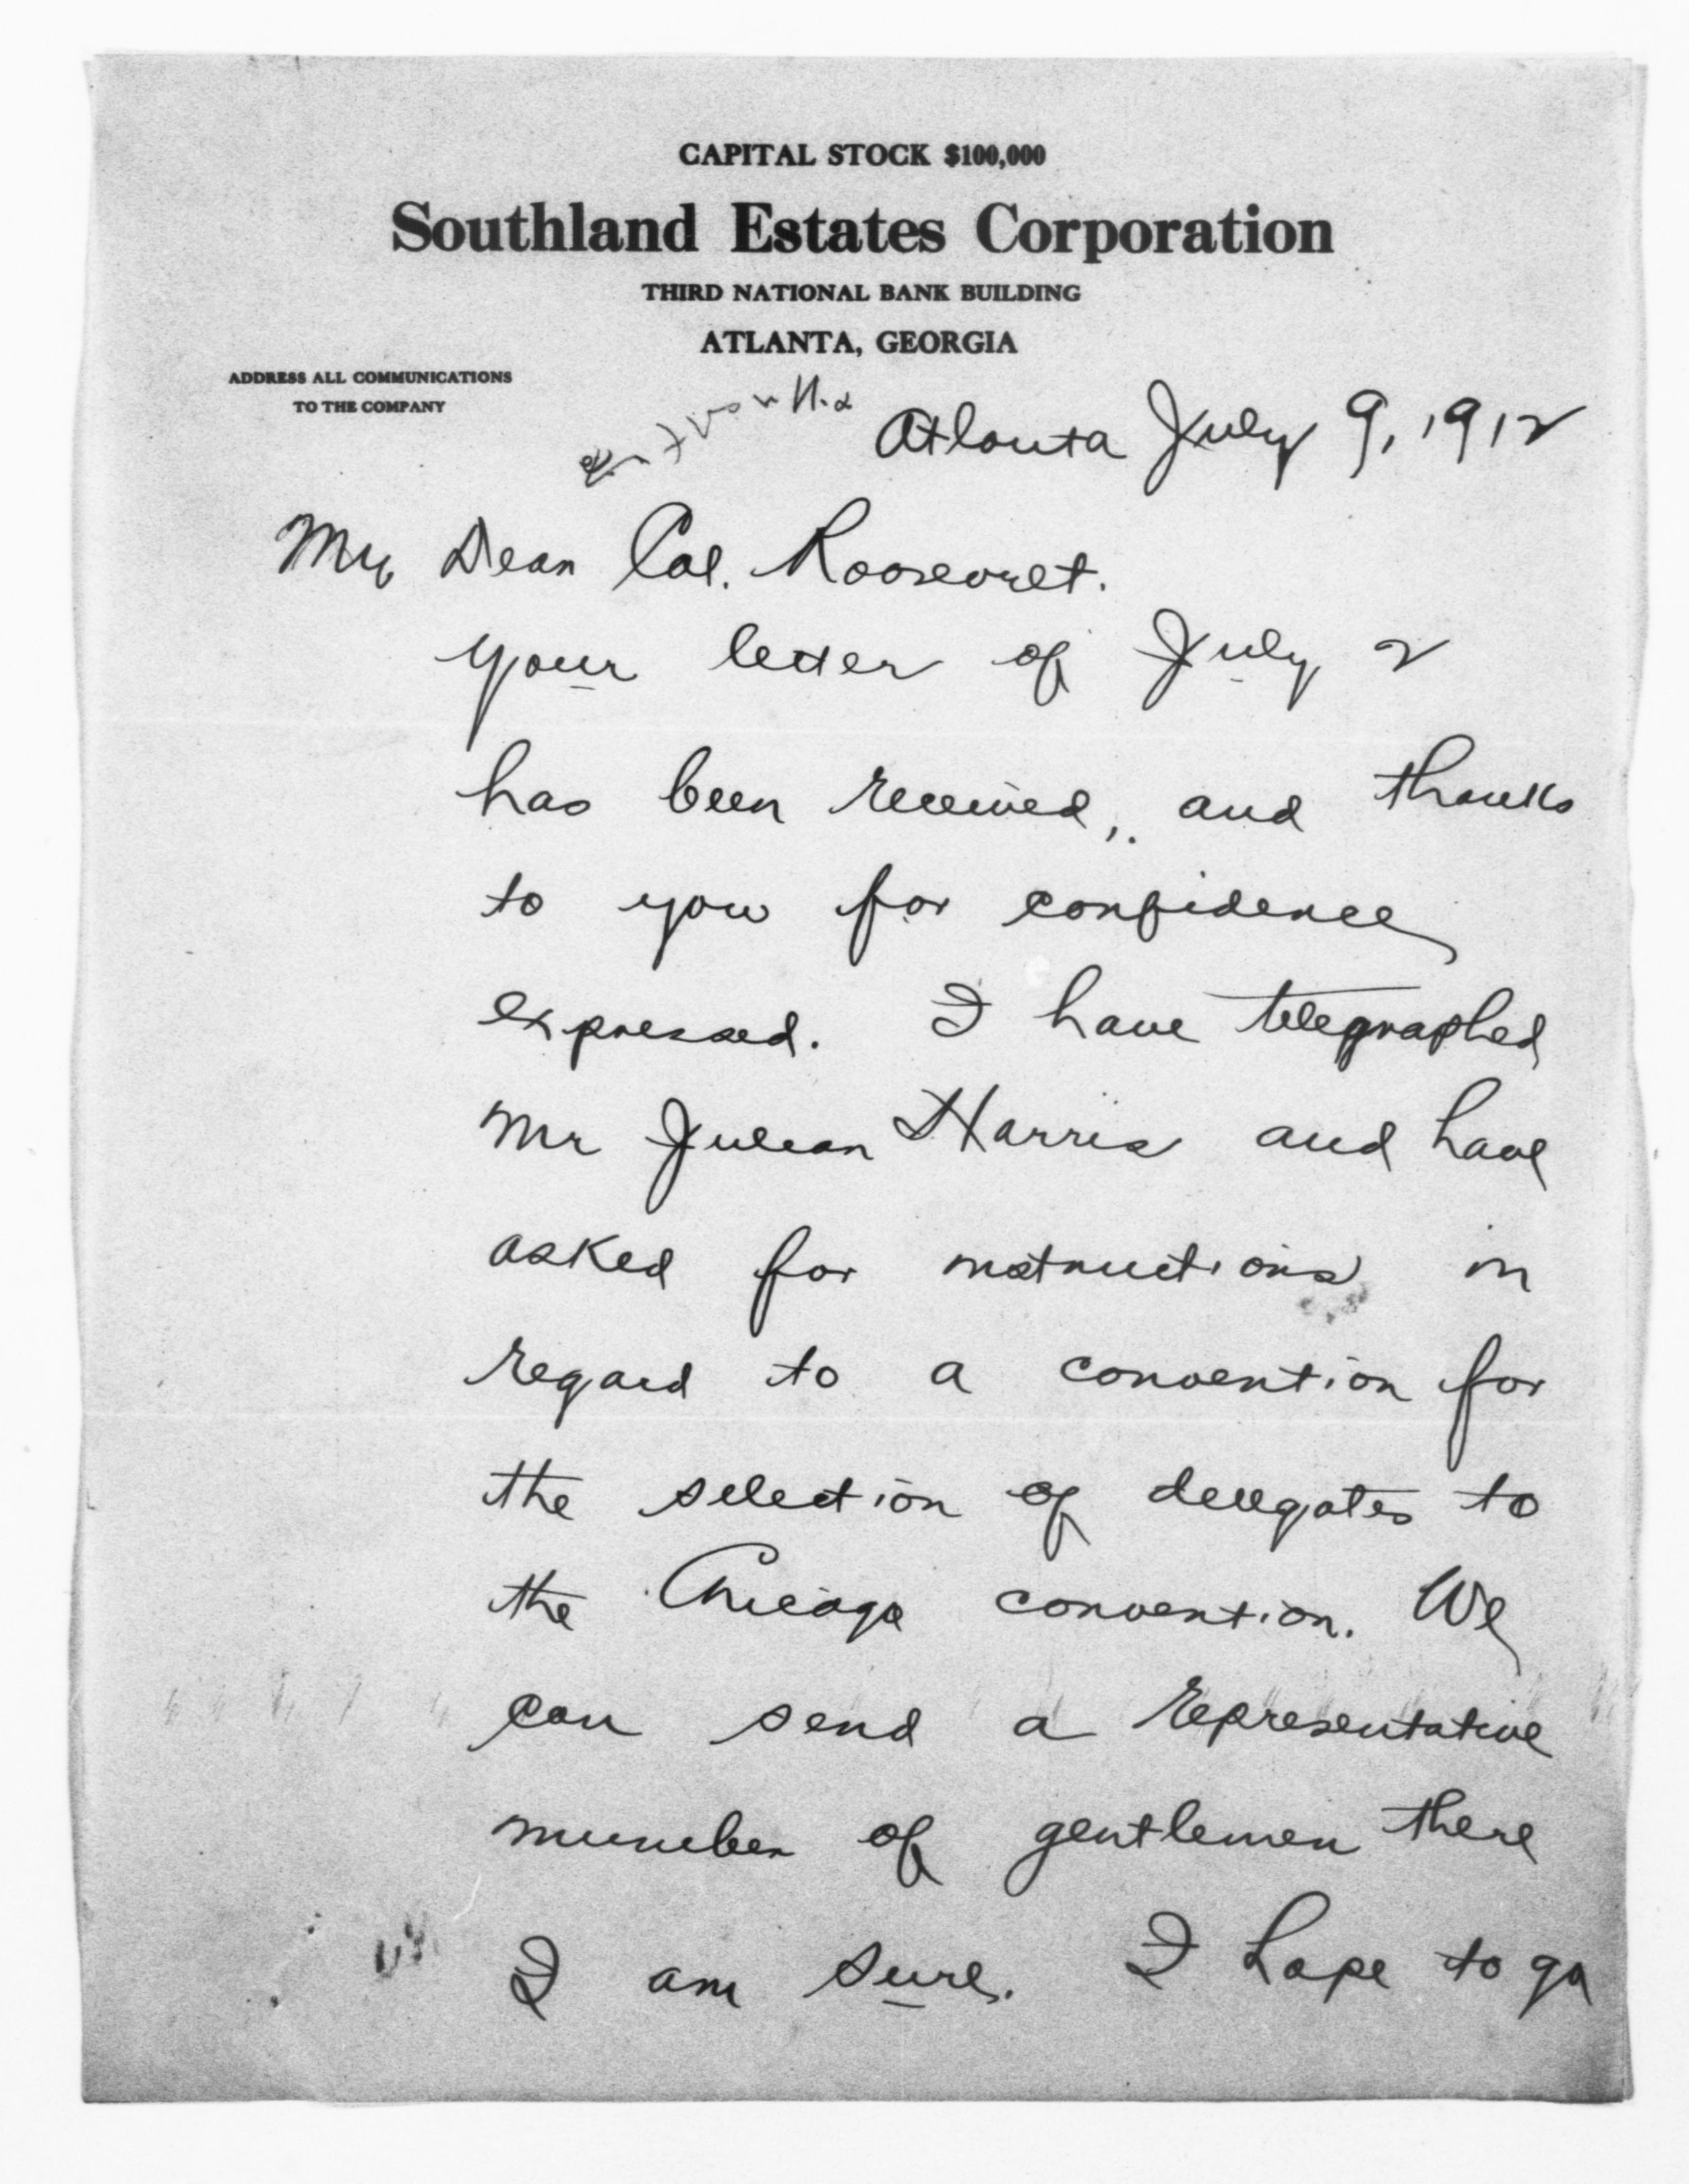 CAPITAL STOCK $100,000
Southland Estates Corporation
THIRD NATIONAL BANK BUILDING
ATLANTA, GEORGIA
ADDRESS ALL COMMUNICATIONS
TO THE COMPANY
Atlanta July 9, 1912
My Dear Col. Roosevelt.
Your letter of July 2
has been received, and thanks
to you for confidence
expressed. I have telegraphed
Mr Julian Harris and have
asked for instructions in
regard to a convention for
the selection of delegates to
the Chicago convention. We
can send a representative
number of gentlemen there
I am sure. I hope to go